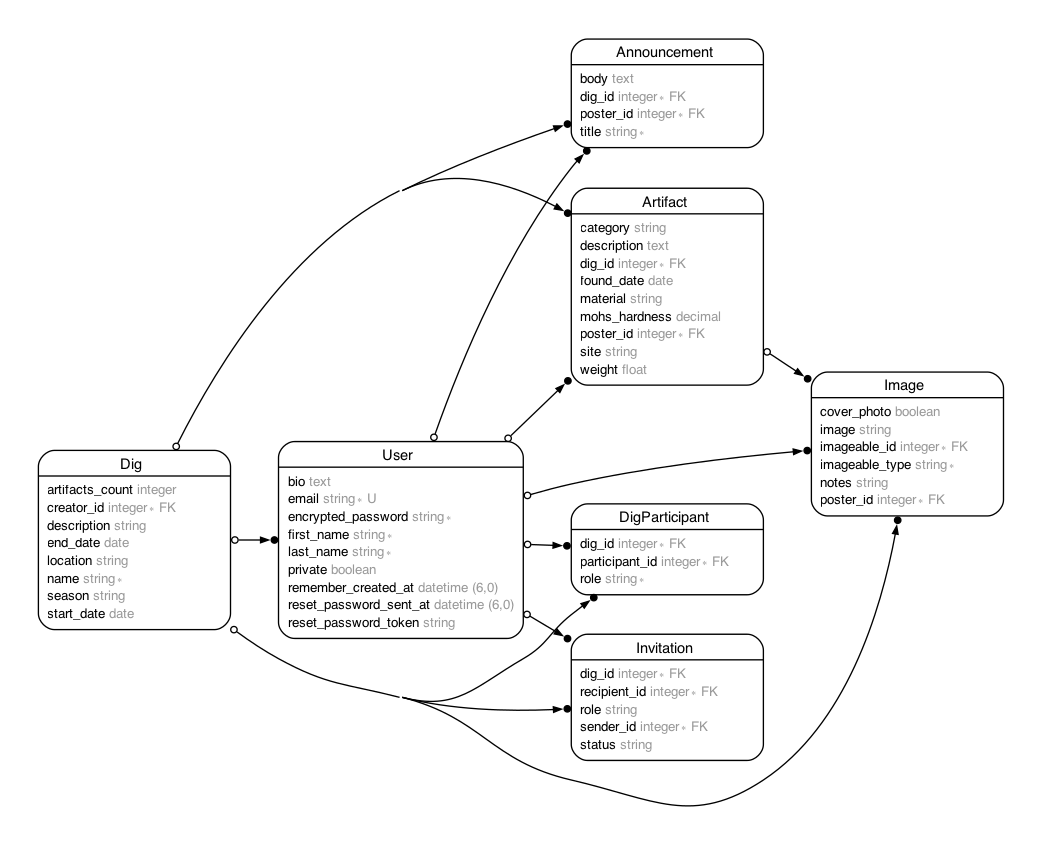 Announcement
body text
dig_id integer∗ FK
poster_id integer∗ FK
title string∗
Artifact
category string
description text
dig_id integer∗ FK
found_date date
material string
mohs_hardness decimal
poster_id integer∗ FK
site string
weight float
Image
cover_photo boolean
image string
imageable_id integer∗ FK
imageable_type string∗
notes string
poster_id integer∗ FK
Dig
artifacts_count integer
creator_id integer∗ FK
description string
end_date date
location string
name string∗
season string
start_date date
User
bio text
email string∗ U
encrypted_password string∗
first_name string∗
last_name string∗
private boolean
remember_created_at datetime (6,0)
reset_password_sent_at datetime (6,0)
reset_password_token string
DigParticipant
dig_id integer∗ FK
participant_id integer∗ FK
role string∗
Invitation
dig_id integer∗ FK
recipient_id integer∗ FK
role string
sender_id integer∗ FK
status string